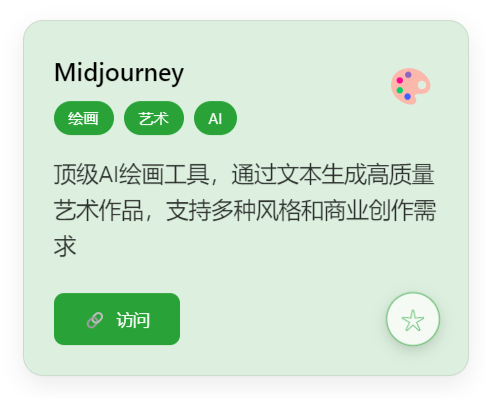 Midjourney
绘画 艺术 AI
顶级AI绘画工具，通过文本生成高质量
艺术作品，支持多种风格和商业创作需
求
访问